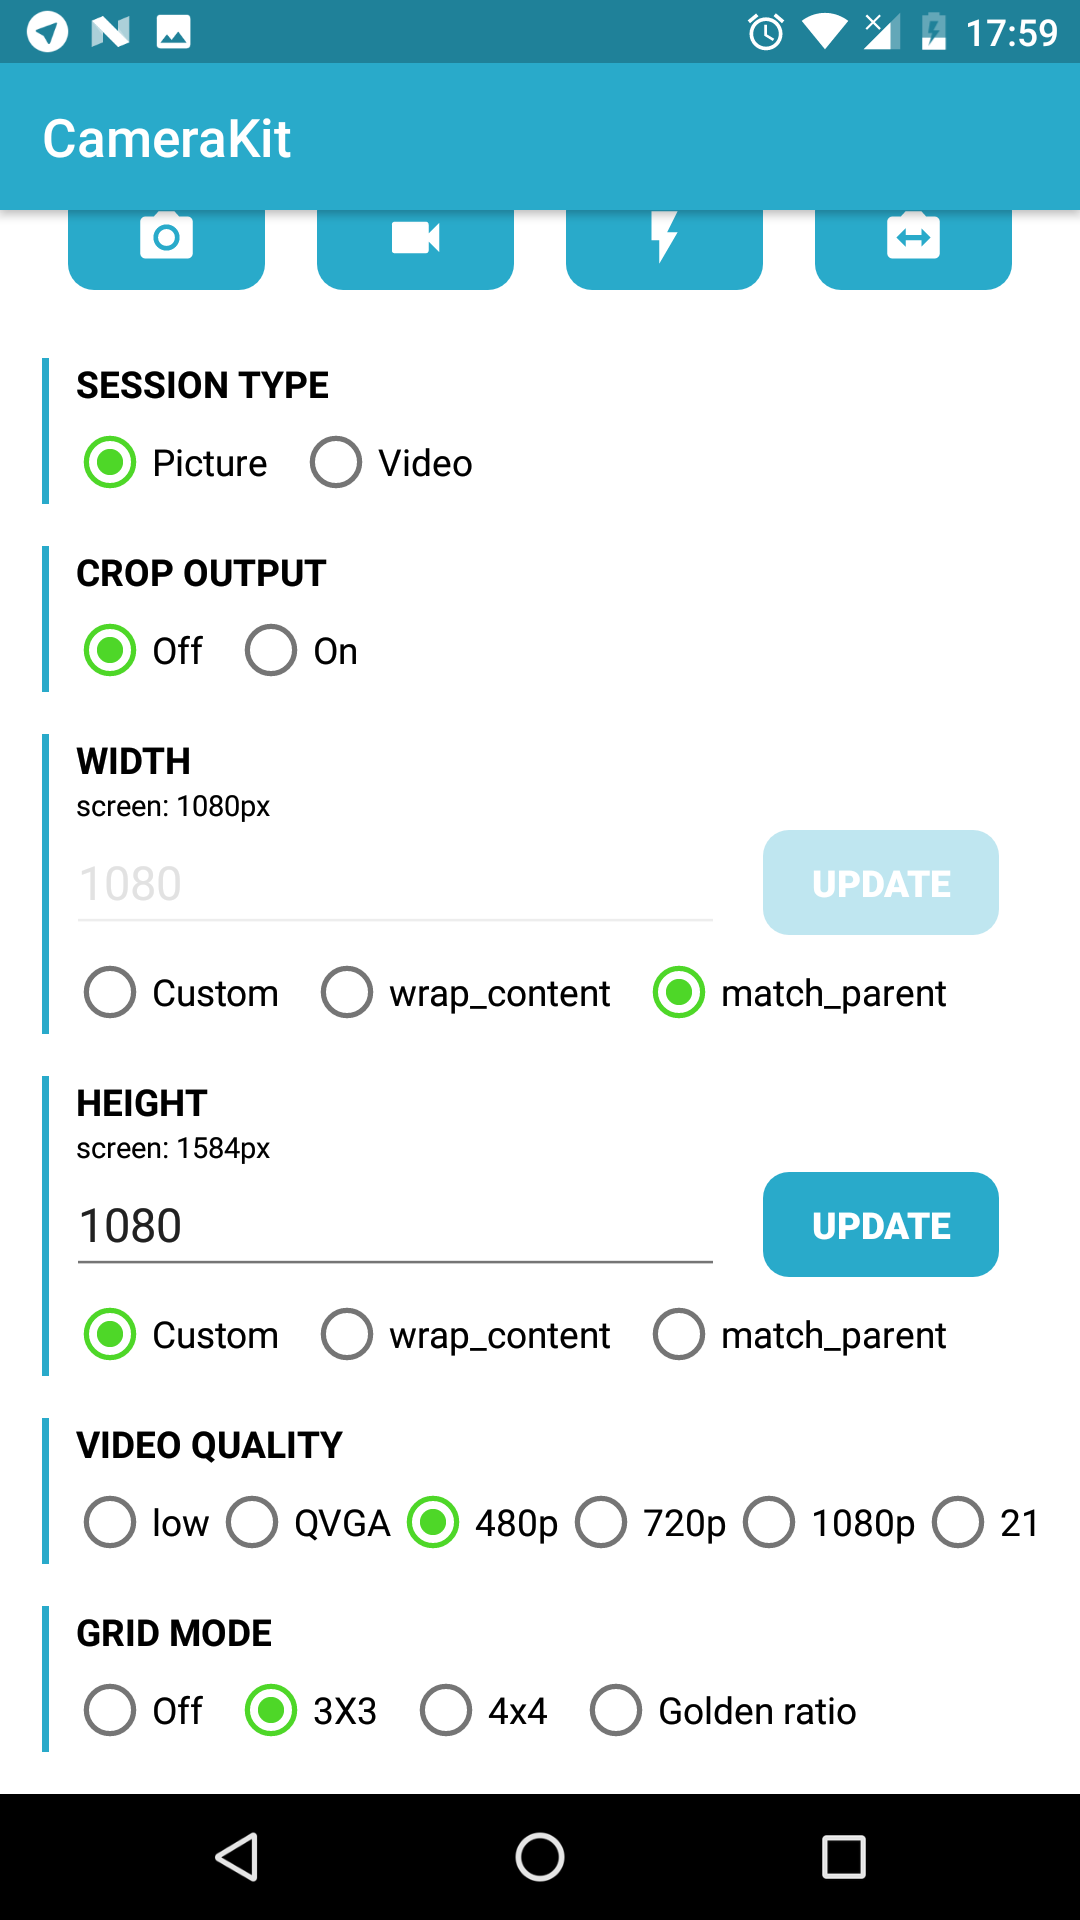 17:59
CameraKit
SESSION TYPE
Picture Video
CROP OUTPUT
Off On
WIDTH
screen: 1080px
1080 UPDATE
Custom wrap_content match_parent
HEIGHT
screen: 1584px
1080 UPDATE
Custom wrap_content match_parent
VIDEO QUALITY
low QVGA 480p 720p 1080p 21
GRID MODE
Off 3X3 4x4 Golden ratio